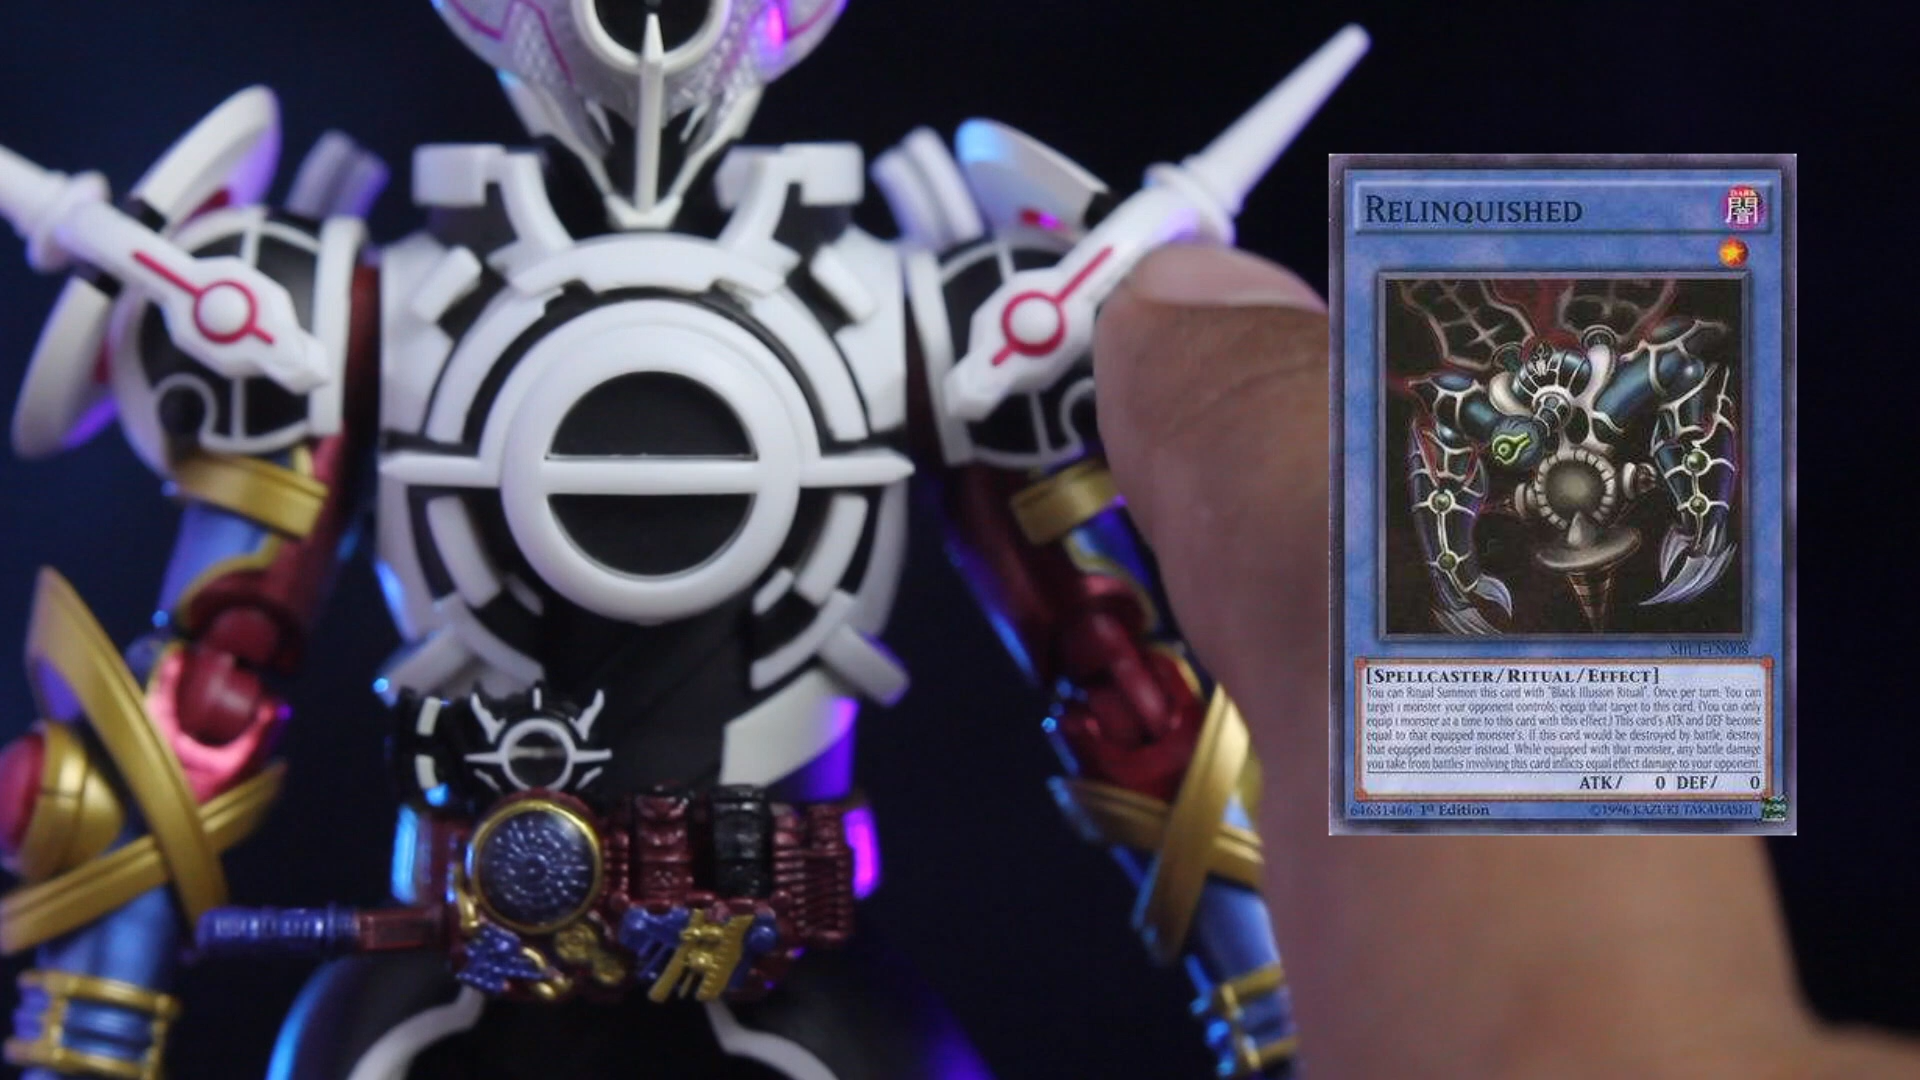 RELINQUISHED
DARK
闇
MIL1-EN008
[SPELLCASTER/RITUAL/EFFECT]
You can Ritual Summon this card with "Black Illusion Ritual". Once per turn: You can
target 1 monster your opponent controls; equip that target to this card. (You can only
equip 1 monster at a time to this card with this effect.) This card's ATK and DEF become
equal to that equipped monster's. If this card would be destroyed by battle, destroy
that equipped monster instead. While equipped with that monster, any battle damage
you take from battles involving this card inflicts equal effect damage to your opponent.
ATK/ 0 DEF/ 0
64631466 1st Edition ©1996 KAZUKI TAKAHASHI